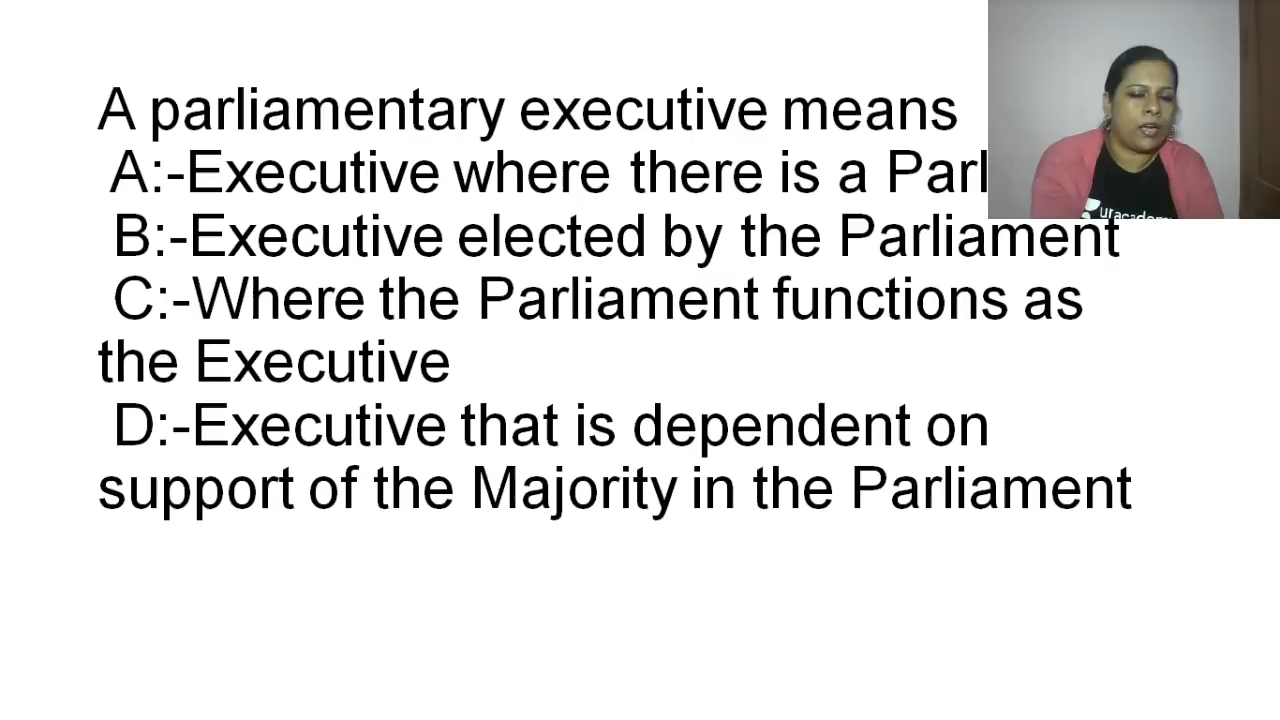 A parliamentary executive means
A:-Executive where there is a
B:-Executive elected by the Parliament
C:-Where the Parliament functions as
the Executive
D:-Executive that is dependent on
support of the Majority in the Parliament